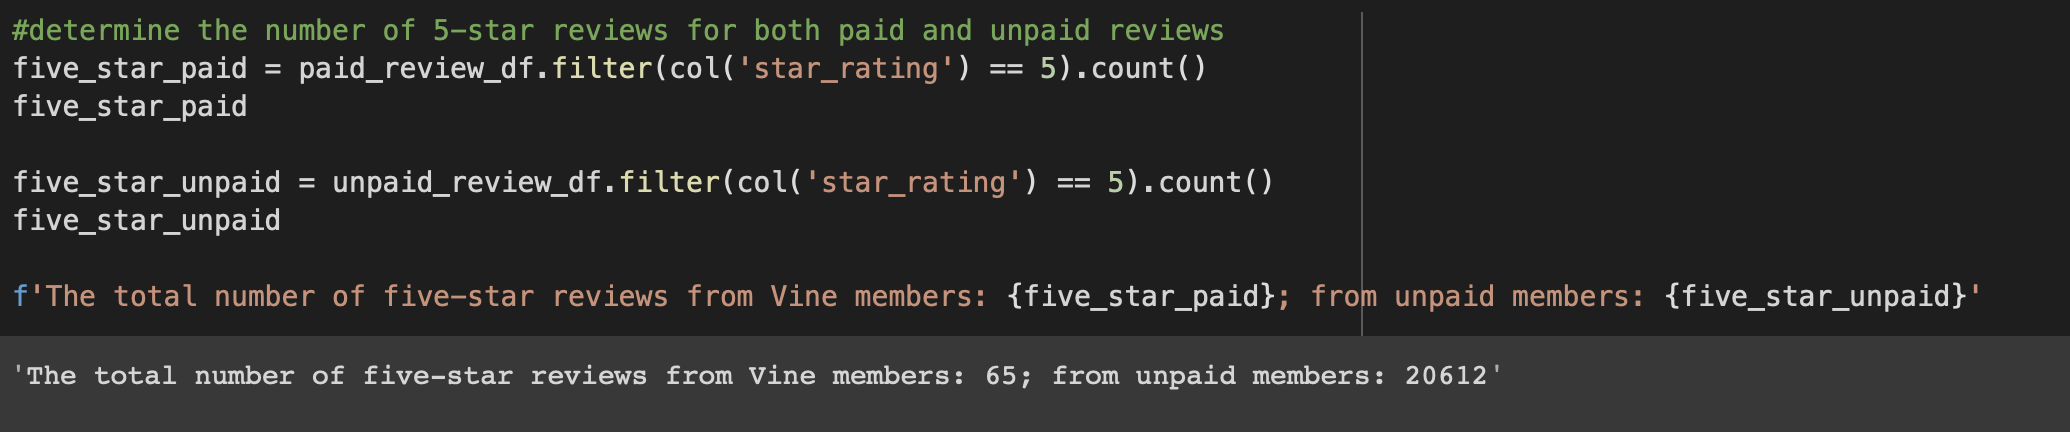 #determine the number of 5-star reviews for both paid and unpaid reviews
five_star_paid = paid_review_df.filter(col('star_rating') == 5).count()
five_star_paid
five_star_unpaid = unpaid_review_df.filter(col('star_rating') == 5).count()
five_star_unpaid
f'The total number of five-star reviews from Vine members: {five_star_paid}; from unpaid members: {five_star_unpaid}'
'The total number of five-star reviews from Vine members: 65; from unpaid members: 20612'